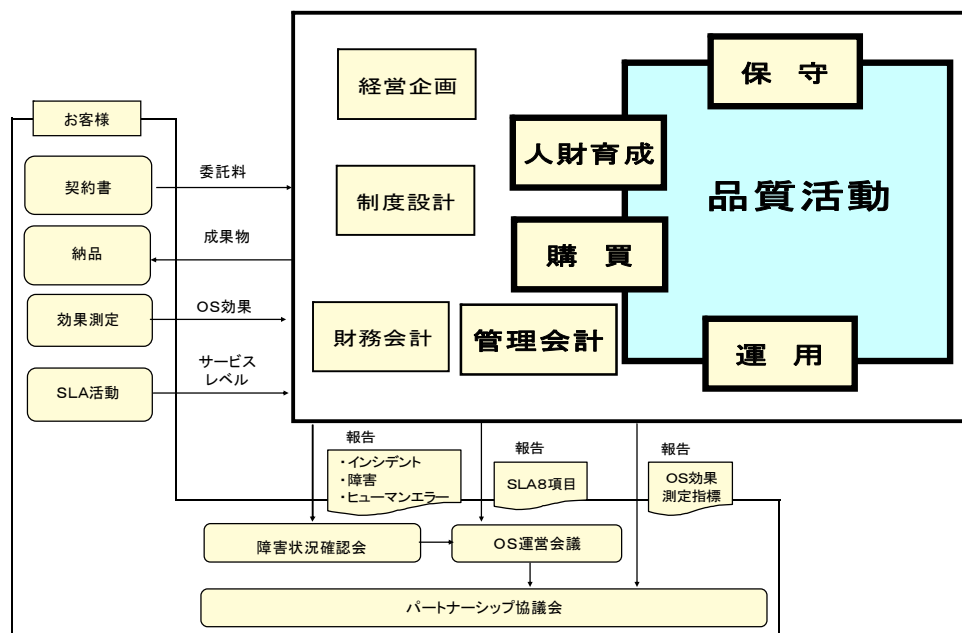 経営企画
保 守
人財育成
品質活動
制度設計
購 買
財務会計
管理会計
運 用
お客様
契約書
委託料
納品
成果物
効果測定
OS効果
SLA活動
サービス
レベル
報告
・インシデント
・障害
・ヒューマンエラー
報告
SLA8項目
報告
OS効果
測定指標
障害状況確認会
OS運営会議
パートナーシップ協議会